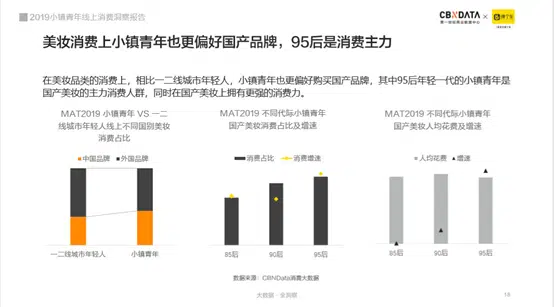 2019小镇青年线上消费洞察报告
CBNDATA
第一财经商业数据中心
×
美妆消费上小镇青年也更偏好国产品牌，95后是消费主力
在美妆品类的消费上，相比一二线城市年轻人，小镇青年也更偏好购买国产品牌，其中95后年轻一代的小镇青年是
国产美妆的主力消费人群，同时在国产美妆上拥有更强的消费力。
MAT2019 小镇青年 VS 一二
线城市年轻人线上不同国别美妆
消费占比
中国品牌 外国品牌
一二线城市年轻人 小镇青年
MAT2019 不同代际小镇青年
国产美妆消费占比及增速
消费占比 消费增速
85后 90后 95后
MAT2019 不同代际小镇青年
国产美妆人均花费及增速
人均花费 增速
85后 90后 95后
数据来源：CBNData消费大数据
大数据·全洞察